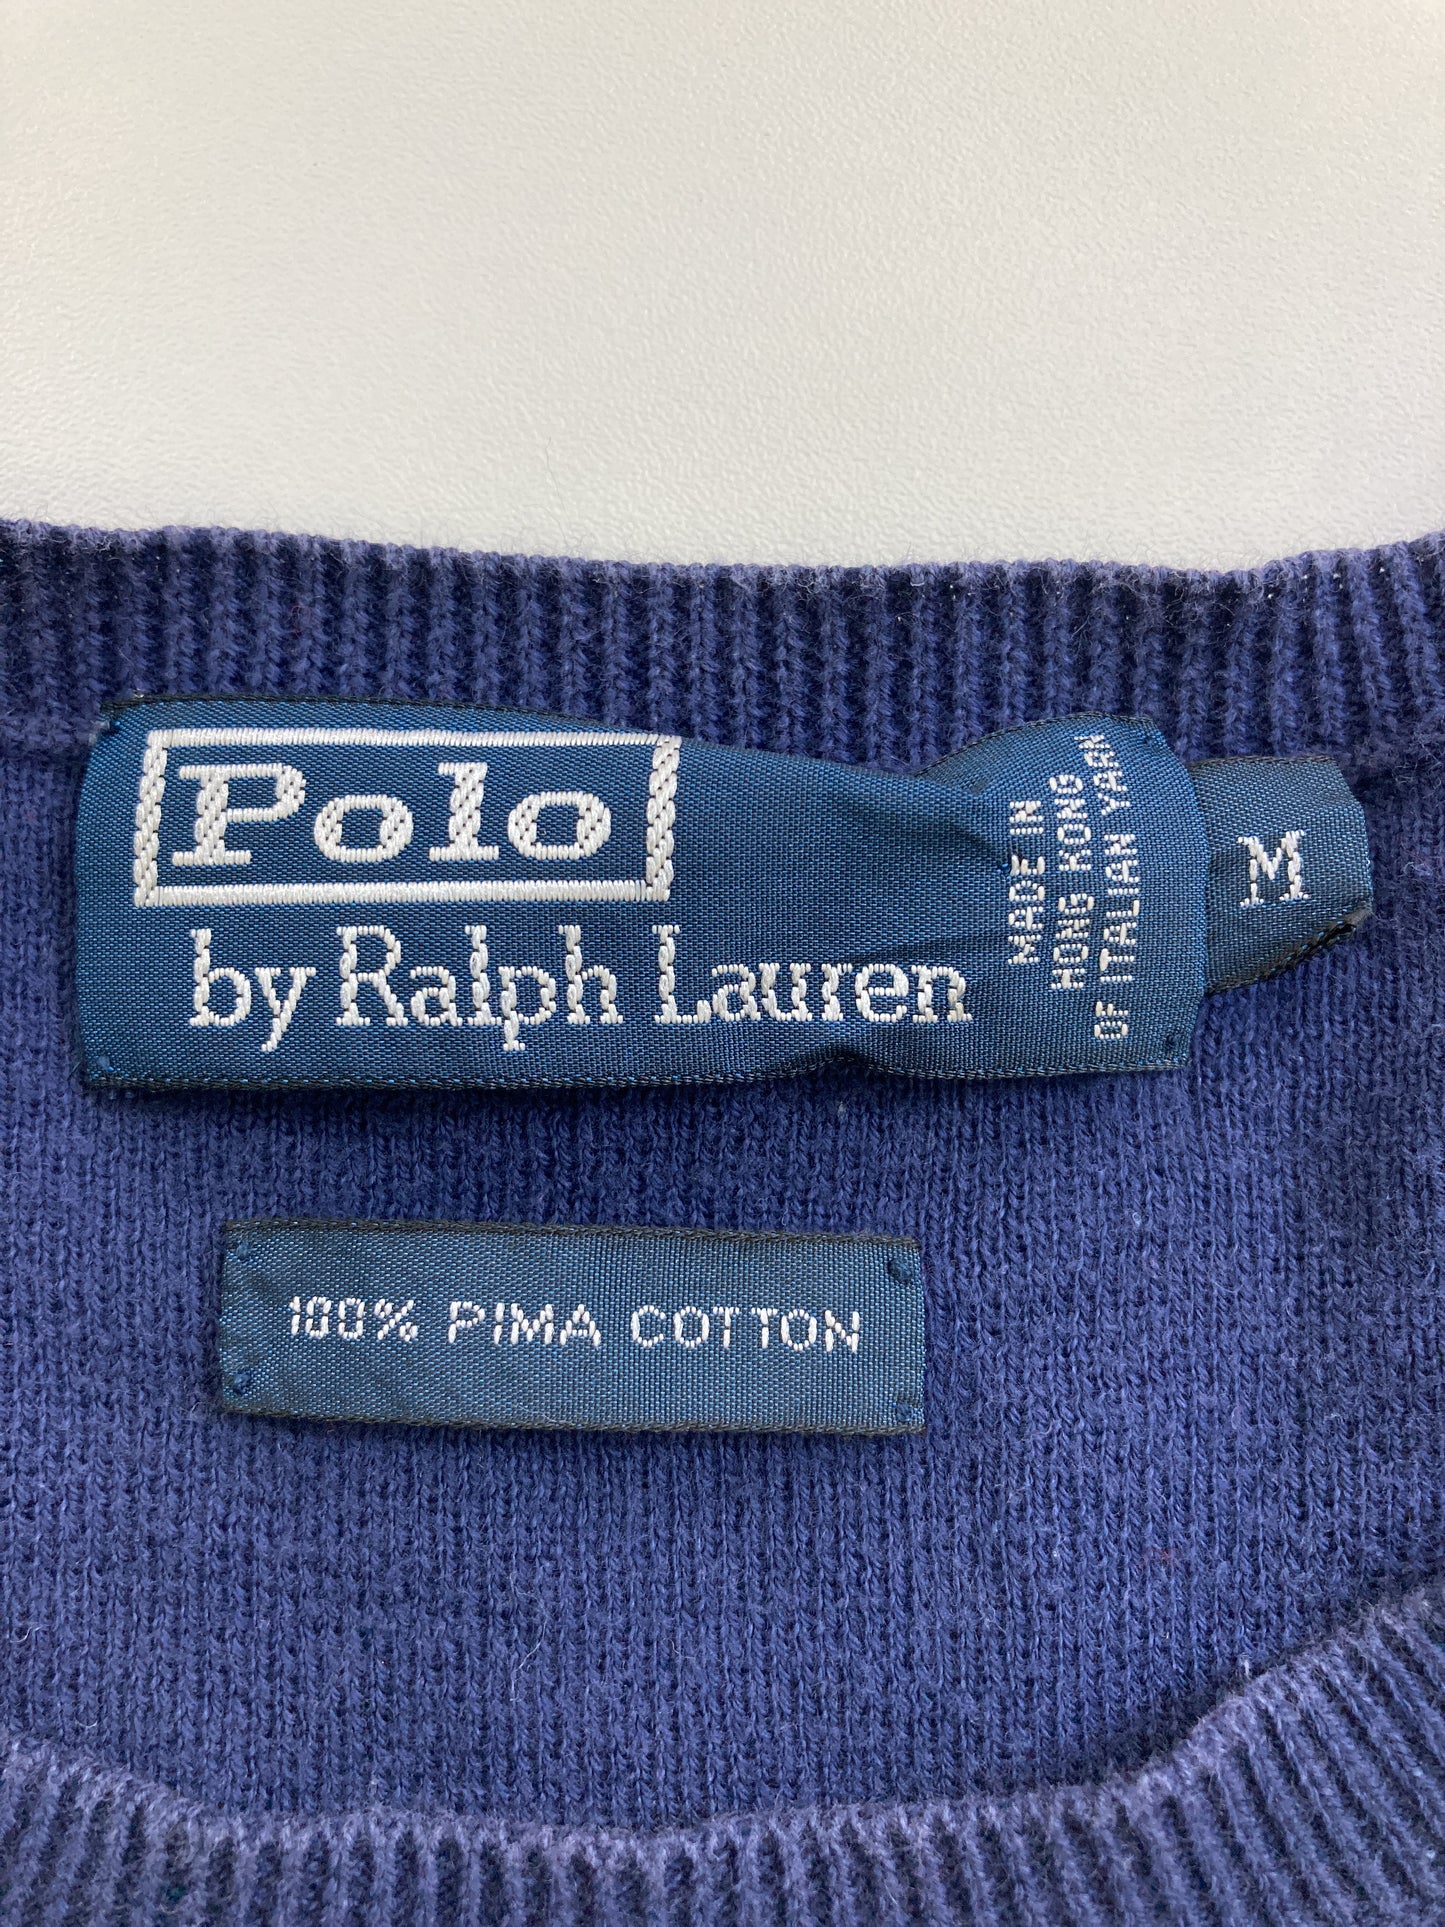 Polo
by Ralph Lauren
MADE IN
HONG KONG
OF ITALIAN YARN
M
100% PIMA COTTON